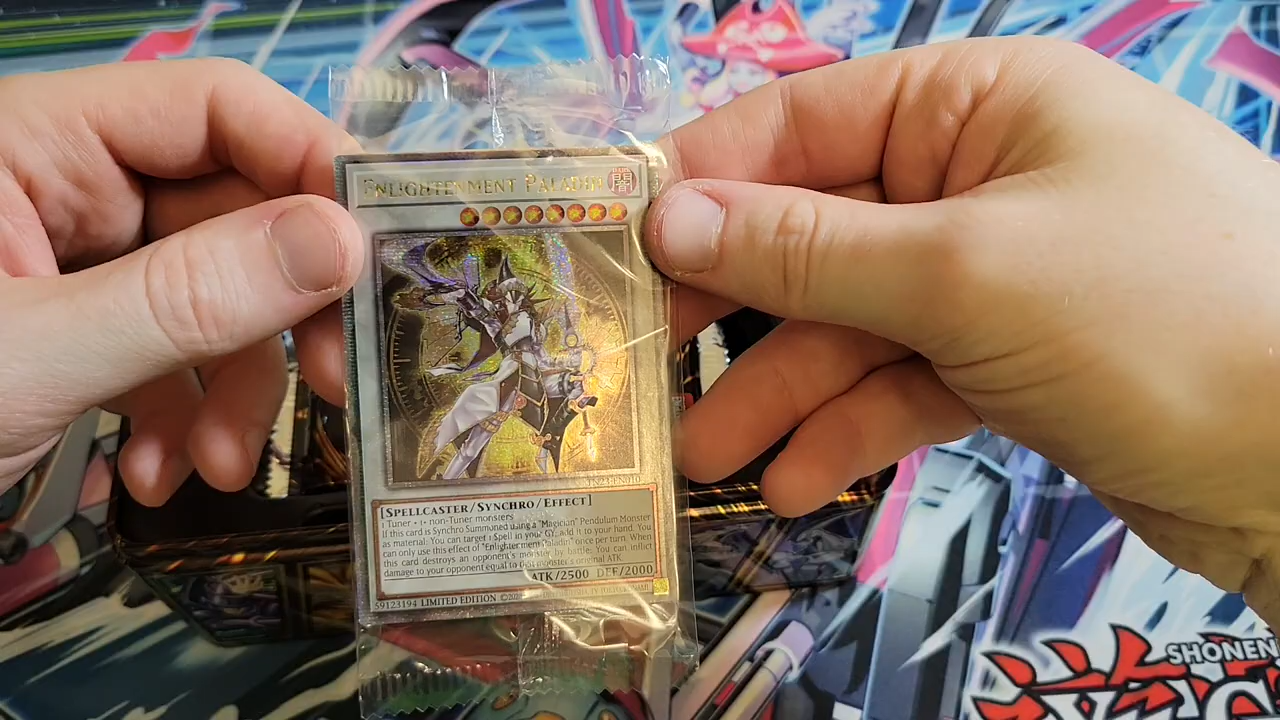 ENLIGHTENMENT PALADIN
闇
[SPELLCASTER/SYNCHRO/EFFECT]
1 Tuner + 1+ non-Tuner monsters
If this card is Synchro Summoned using a "Magician" Pendulum Monster
as material: You can target 1 Spell in your GY; add it to your hand. You
can only use this effect of "Enlightenment Paladin" once per turn. When
this card destroys an opponent's monster by battle: You can inflict
damage to your opponent equal to that monster's original ATK.
ATK/2500 DEF/2000
59123194 LIMITED EDITION
SHONEN